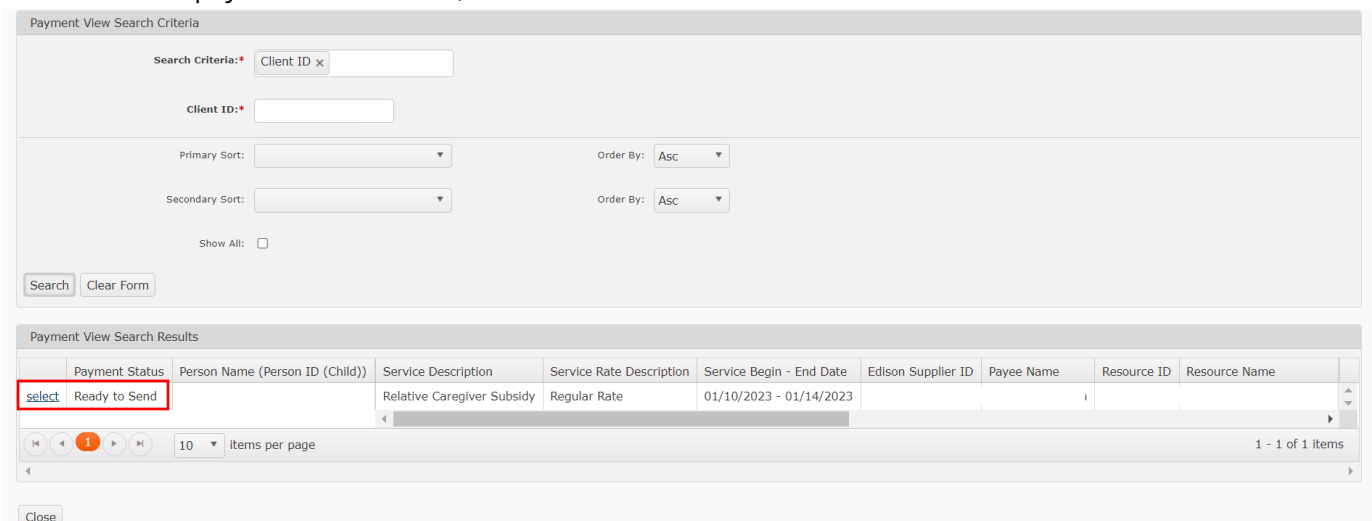 Payment View Search Criteria
Search Criteria:* Client ID x
Client ID:*
Primary Sort: Order By: Asc
Secondary Sort: Order By: Asc
Show All:
Search Clear Form
Payment View Search Results
Payment Status Person Name (Person ID (Child)) Service Description Service Rate Description Service Begin - End Date Edison Supplier ID Payee Name Resource ID Resource Name
select Ready to Send Relative Caregiver Subsidy Regular Rate 01/10/2023 - 01/14/2023
1 10 items per page 1 - 1 of 1 items
Close